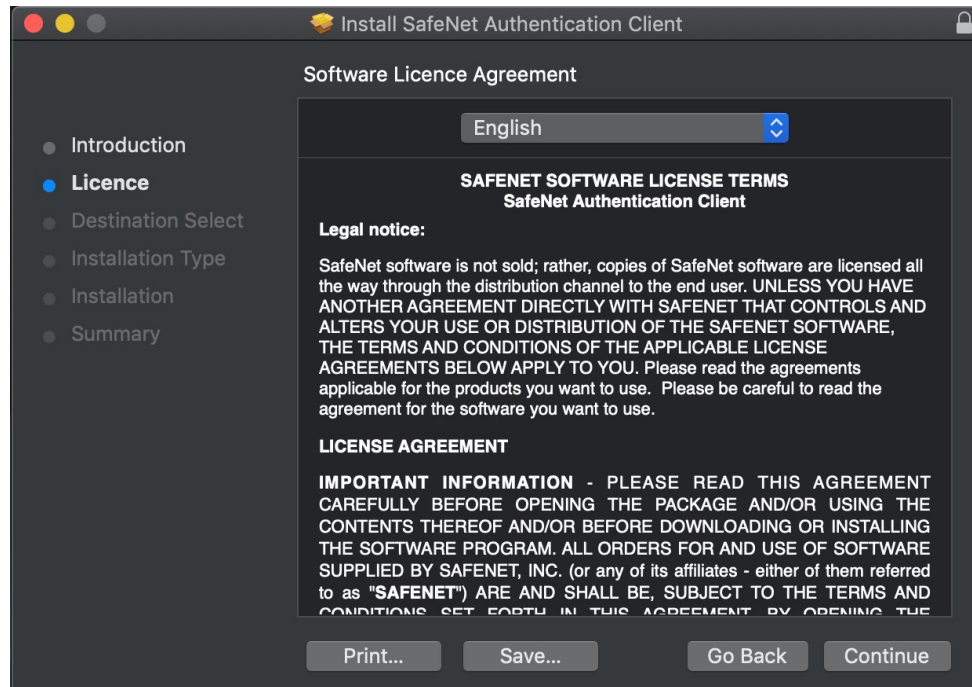 Install SafeNet Authentication Client
Software Licence Agreement
Introduction
Licence
Destination Select
Installation Type
Installation
Summary
English
SAFENET SOFTWARE LICENSE TERMS
SafeNet Authentication Client
Legal notice:
SafeNet software is not sold; rather, copies of SafeNet software are licensed all
the way through the distribution channel to the end user. UNLESS YOU HAVE
ANOTHER AGREEMENT DIRECTLY WITH SAFENET THAT CONTROLS AND
ALTERS YOUR USE OR DISTRIBUTION OF THE SAFENET SOFTWARE,
THE TERMS AND CONDITIONS OF THE APPLICABLE LICENSE
AGREEMENTS BELOW APPLY TO YOU. Please read the agreements
applicable for the products you want to use.  Please be careful to read the
agreement for the software you want to use.
LICENSE AGREEMENT
IMPORTANT INFORMATION - PLEASE READ THIS AGREEMENT
CAREFULLY BEFORE OPENING THE PACKAGE AND/OR USING THE
CONTENTS THEREOF AND/OR BEFORE DOWNLOADING OR INSTALLING
THE SOFTWARE PROGRAM. ALL ORDERS FOR AND USE OF SOFTWARE
SUPPLIED BY SAFENET, INC. (or any of its affiliates - either of them referred
to as "SAFENET") ARE AND SHALL BE, SUBJECT TO THE TERMS AND
CONDITIONS SET FORTH IN THIS AGREEMENT. BY OPENING THE
Print...
Save...
Go Back
Continue